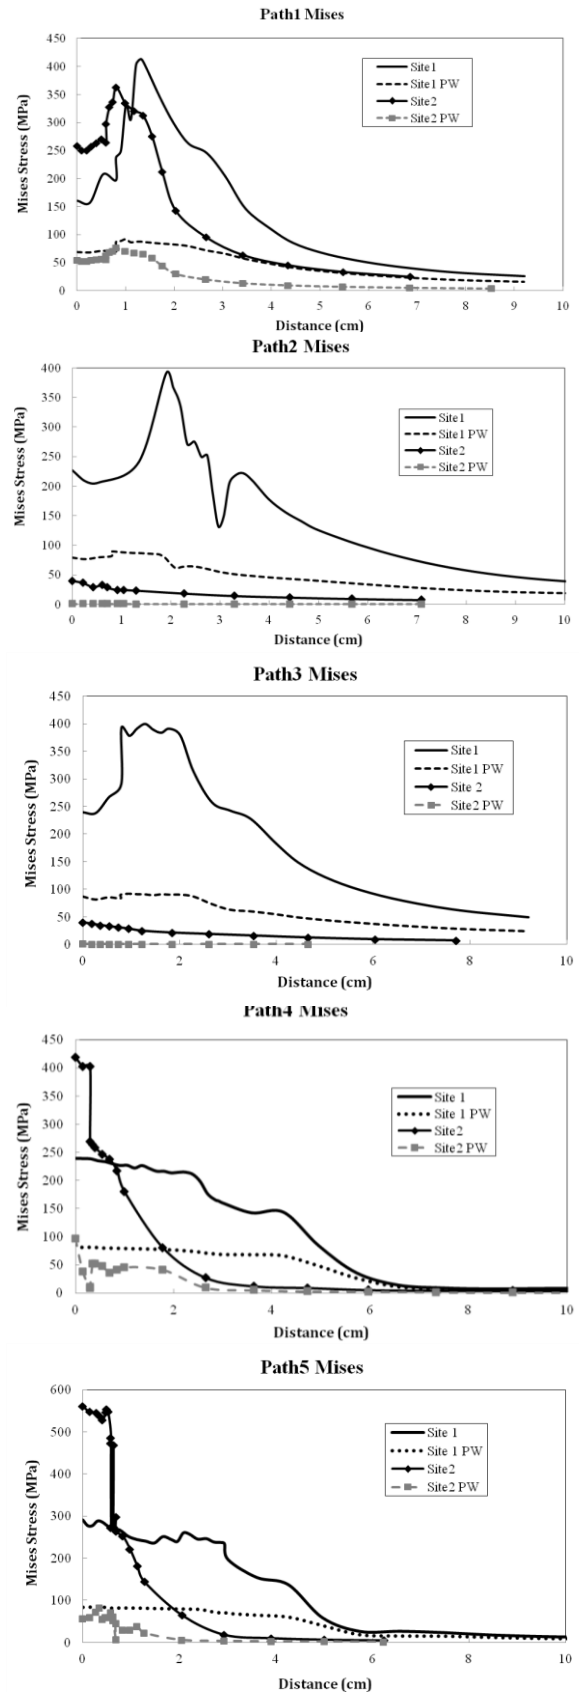 Path1 Mises
450
400
350
300
250
200
150
100
50
0
Mises Stress (MPa)
Site1
Site1 PW
Site2
Site2 PW
0 1 2 3 4 5 6 7 8 9 10
Distance (cm)
Path2 Mises
400
350
300
250
200
150
100
50
0
Mises Stress (MPa)
Site1
Site1 PW
Site2
Site2 PW
0 1 2 3 4 5 6 7 8 9 10
Distance (cm)
Path3 Mises
450
400
350
300
250
200
150
100
50
0
Mises Stress (MPa)
Site1
Site1 PW
Site 2
Site2 PW
0 2 4 6 8 10
Distance (cm)
Path4 Mises
450
400
350
300
250
200
150
100
50
0
Mises Stress (MPa)
Site 1
Site 1 PW
Site2
Site2 PW
0 2 4 6 8 10
Distance (cm)
Path5 Mises
600
500
400
300
200
100
0
Mises Stress (MPa)
Site 1
Site 1 PW
Site2
Site2 PW
0 2 4 6 8 10
Distance (cm)